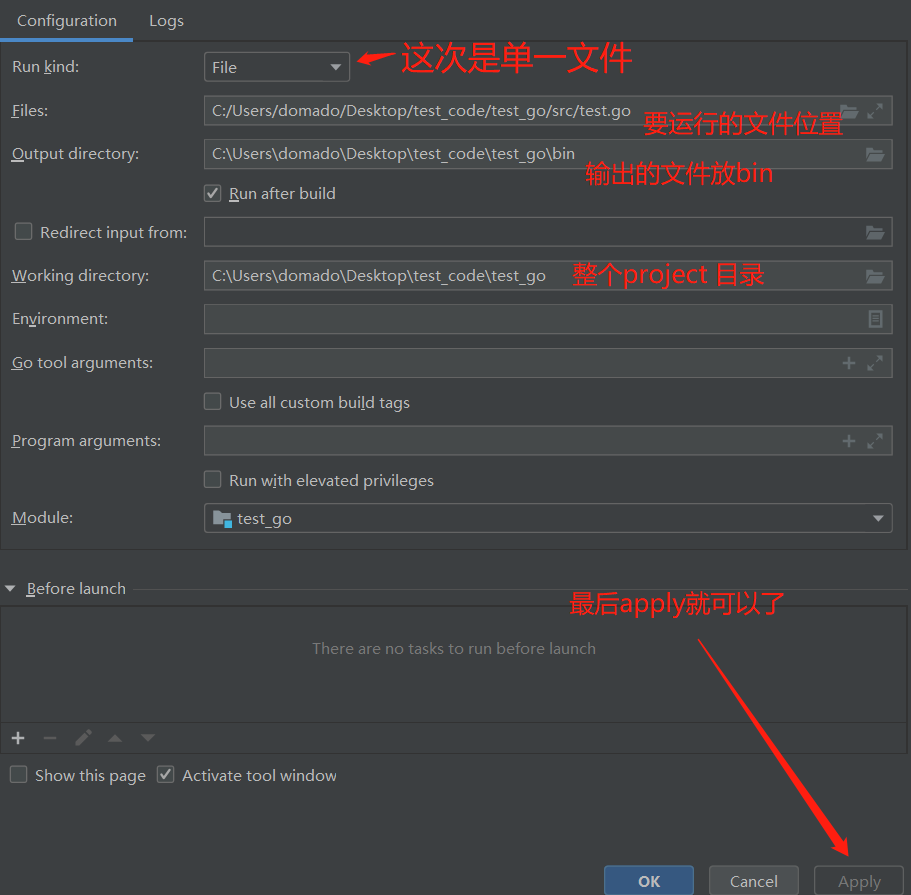 Configuration Logs
Run kind: File 这次是单一文件
Files: C:/Users/domado/Desktop/test_code/test_go/src/test.go 要运行的文件位置
Output directory: C:\Users\domado\Desktop\test_code\test_go\bin
输出的文件放bin
Run after build
Redirect input from:
Working directory: C:\Users\domado\Desktop\test_code\test_go 整个project 目录
Environment:
Go tool arguments:
Use all custom build tags
Program arguments:
Run with elevated privileges
Module: test_go
Before launch
最后apply就可以了
There are no tasks to run before launch
Show this page Activate tool window
OK Cancel Apply